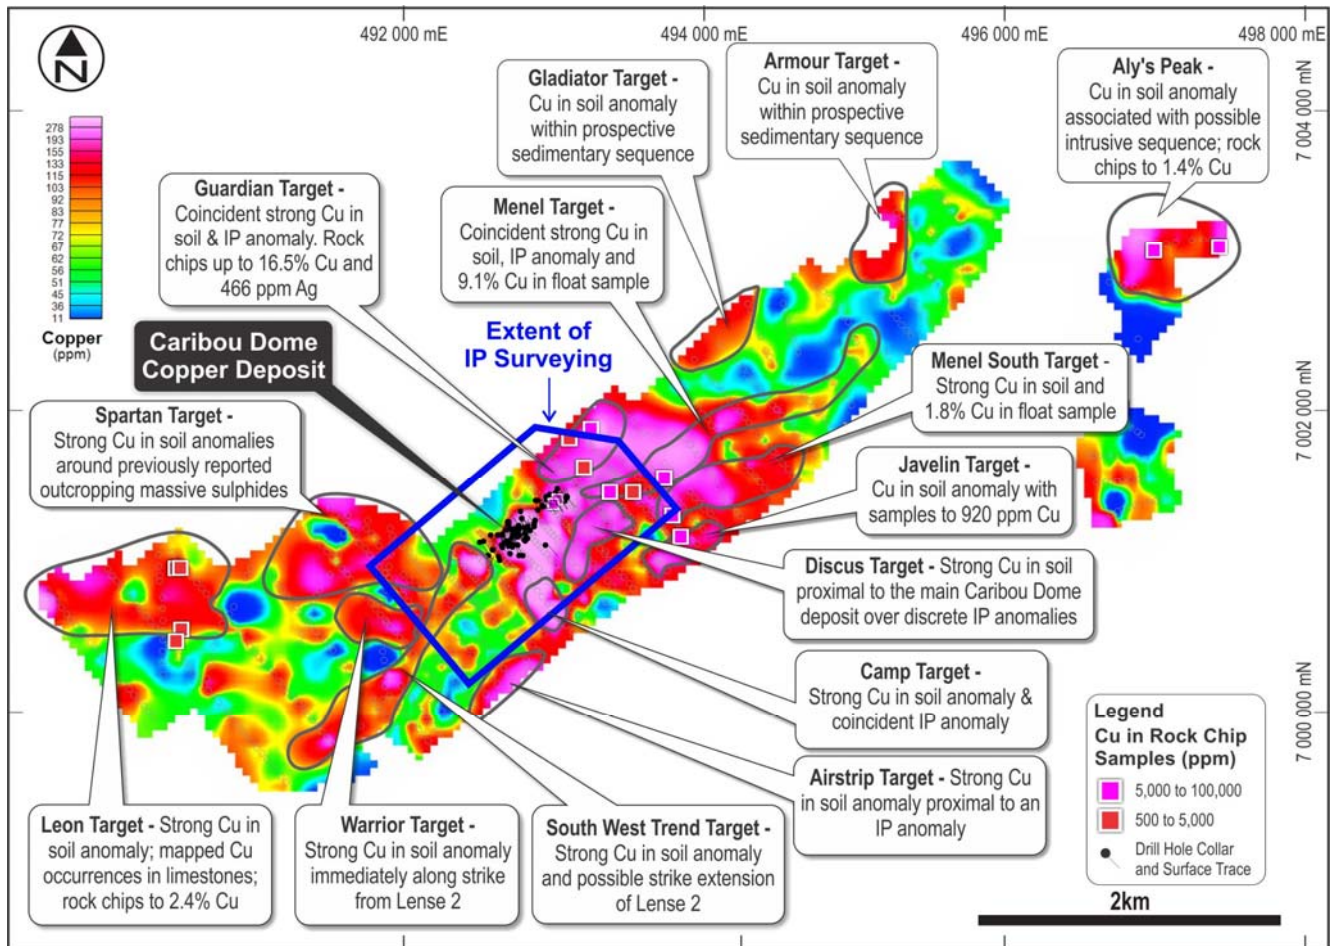 492 000 mE
494 000 mE
496 000 mE
498 000 mE
7 004 000 mN
7 002 000 mN
7 000 000 mN
N
278
193
155
133
115
103
92
83
77
72
67
62
56
51
45
36
11
Copper
(ppm)
Gladiator Target -
Cu in soil anomaly
within prospective
sedimentary sequence
Armour Target -
Cu in soil anomaly
within prospective
sedimentary sequence
Aly's Peak -
Cu in soil anomaly
associated with possible
intrusive sequence; rock
chips to 1.4% Cu
Guardian Target -
Coincident strong Cu in
soil & IP anomaly. Rock
chips up to 16.5% Cu and
466 ppm Ag
Menel Target -
Coincident strong Cu in
soil, IP anomaly and
9.1% Cu in float sample
Caribou Dome
Copper Deposit
Extent of
IP Surveying
Menel South Target -
Strong Cu in soil and
1.8% Cu in float sample
Spartan Target -
Strong Cu in soil anomalies
around previously reported
outcropping massive sulphides
Javelin Target -
Cu in soil anomaly with
samples to 920 ppm Cu
Discus Target - Strong Cu in soil
proximal to the main Caribou Dome
deposit over discrete IP anomalies
Camp Target -
Strong Cu in soil anomaly &
coincident IP anomaly
Airstrip Target - Strong Cu
in soil anomaly proximal to an
IP anomaly
Leon Target - Strong Cu in
soil anomaly; mapped Cu
occurrences in limestones;
rock chips to 2.4% Cu
Warrior Target -
Strong Cu in soil anomaly
immediately along strike
from Lense 2
South West Trend Target -
Strong Cu in soil anomaly
and possible strike extension
of Lense 2
Legend
Cu in Rock Chip
Samples (ppm)
5,000 to 100,000
500 to 5,000
Drill Hole Collar
and Surface Trace
2km